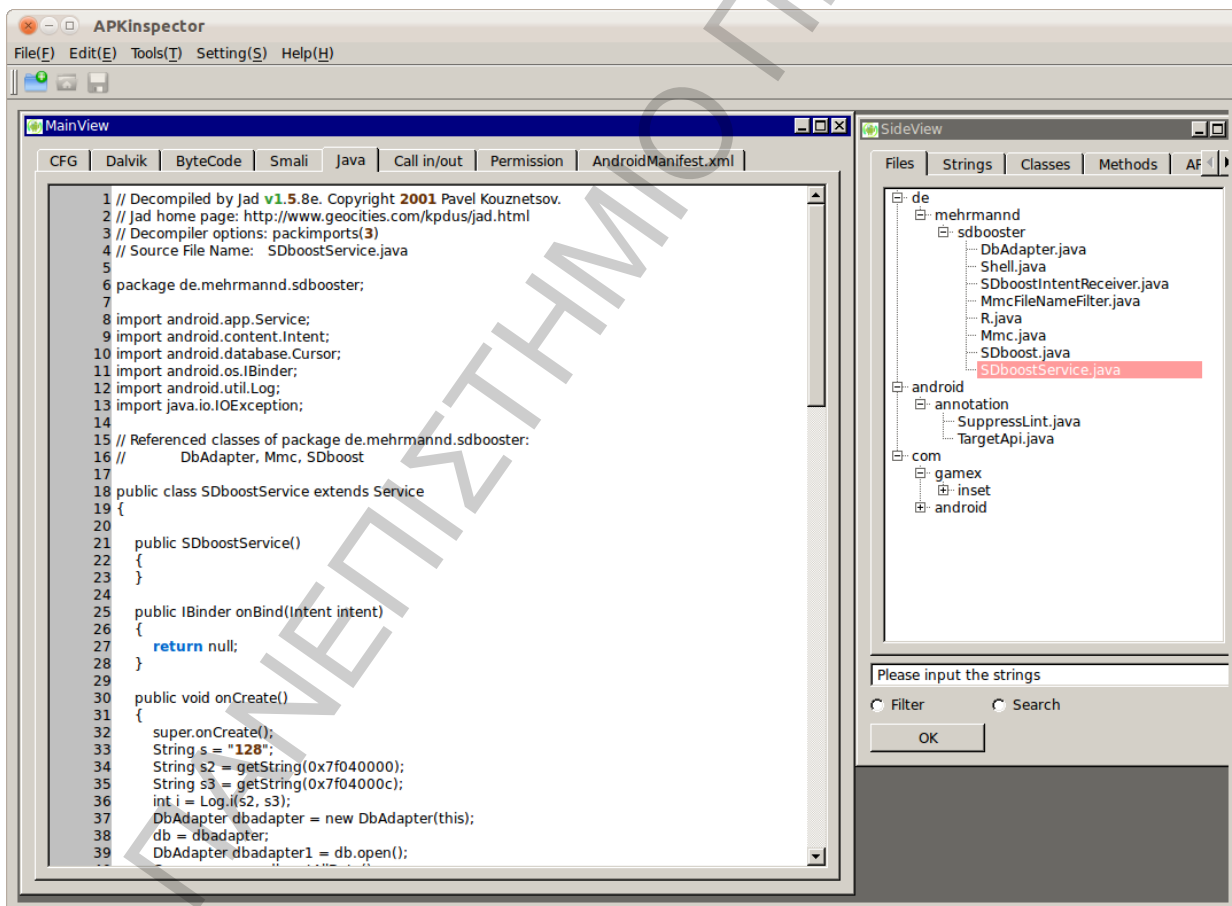 APKinspector
File(F) Edit(E) Tools(T) Setting(S) Help(H)
MainView
CFG Dalvik ByteCode Smali Java Call in/out Permission AndroidManifest.xml
1 // Decompiled by Jad v1.5.8e. Copyright 2001 Pavel Kouznetsov.
2 // Jad home page: http://www.geocities.com/kpdus/jad.html
3 // Decompiler options: packimports(3)
4 // Source File Name:   SDboostService.java
5
6 package de.mehrmannd.sdbooster;
7
8 import android.app.Service;
9 import android.content.Intent;
10 import android.database.Cursor;
11 import android.os.IBinder;
12 import android.util.Log;
13 import java.io.IOException;
14
15 // Referenced classes of package de.mehrmannd.sdbooster:
16 //            DbAdapter, Mmc, SDboost
17
18 public class SDboostService extends Service
19 {
20
21     public SDboostService()
22     {
23     }
24
25     public IBinder onBind(Intent intent)
26     {
27         return null;
28     }
29
30     public void onCreate()
31     {
32         super.onCreate();
33         String s = "128";
34         String s2 = getString(0x7f040000);
35         String s3 = getString(0x7f04000c);
36         int i = Log.i(s2, s3);
37         DbAdapter dbadapter = new DbAdapter(this);
38         db = dbadapter;
39         DbAdapter dbadapter1 = db.open();
SideView
Files Strings Classes Methods
de
mehrmannd
sdbooster
DbAdapter.java
Shell.java
SDboostIntentReceiver.java
MmcFileNameFilter.java
R.java
Mmc.java
SDboost.java
SDboostService.java
android
annotation
SuppressLint.java
TargetApi.java
com
gamex
inset
android
Please input the strings
Filter Search
OK
ΠΑΝΕΠΙΣΤΗΜΙΟ Π